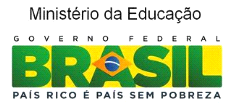 Ministério da Educação
GOVERNO FEDERAL
BRASIL
PAÍS RICO É PAÍS SEM POBREZA